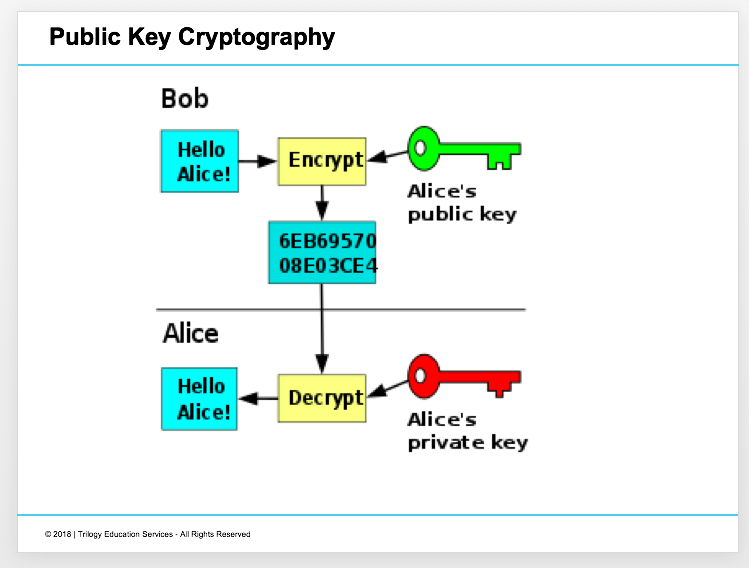 Public Key Cryptography
Bob
Hello
Alice!
Encrypt
Alice's
public key
6EB69570
08E03CE4
Alice
Hello
Alice!
Decrypt
Alice's
private key
© 2018 | Trilogy Education Services - All Rights Reserved